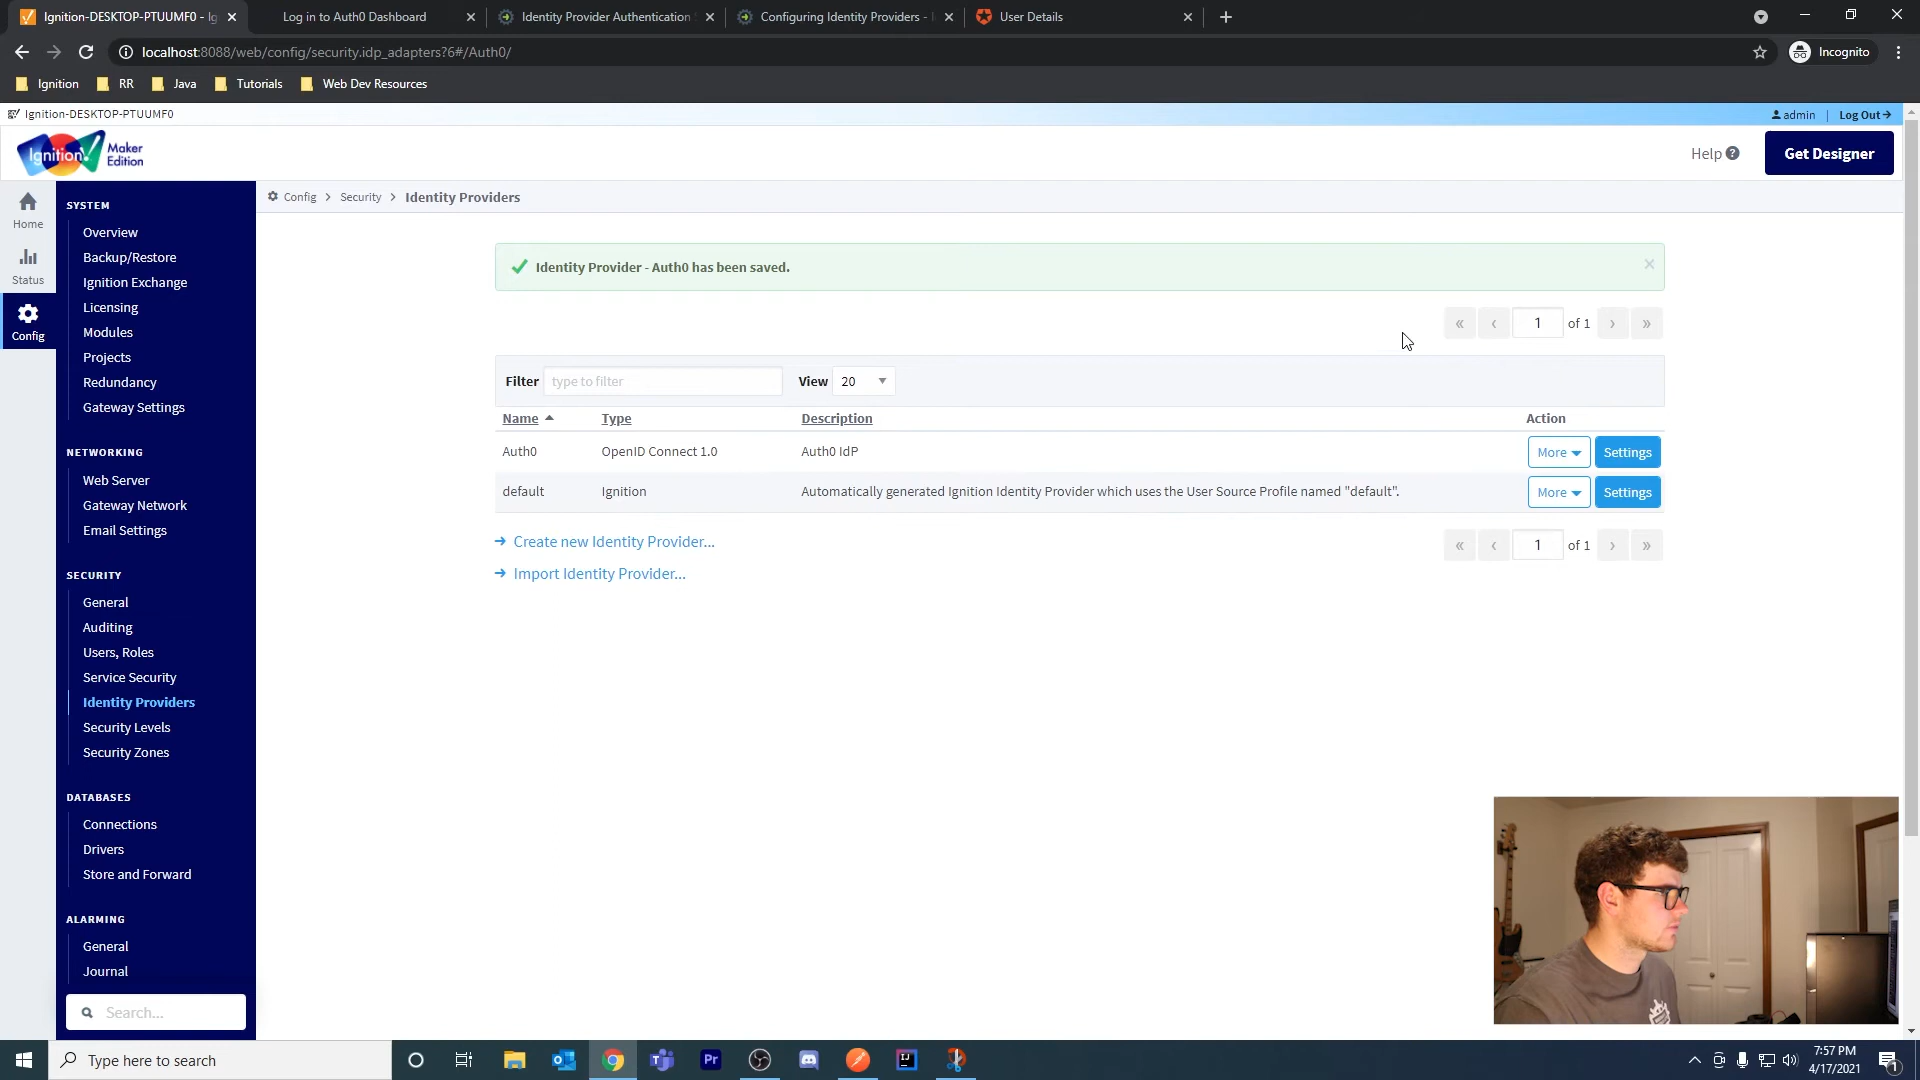 Ignition-DESKTOP-PTUUMF0 - Ig
Log in to Auth0 Dashboard
Identity Provider Authentication
Configuring Identity Providers -
User Details
localhost:8088/web/config/security.idp_adapters?6#/Auth0/
Incognito
Ignition
RR
Java
Tutorials
Web Dev Resources
Ignition-DESKTOP-PTUUMF0
admin | Log Out
Ignition!
Maker
Edition
Help
Get Designer
Home
Status
Config
SYSTEM
Overview
Backup/Restore
Ignition Exchange
Licensing
Modules
Projects
Redundancy
Gateway Settings
NETWORKING
Web Server
Gateway Network
Email Settings
SECURITY
General
Auditing
Users, Roles
Service Security
Identity Providers
Security Levels
Security Zones
DATABASES
Connections
Drivers
Store and Forward
ALARMING
General
Journal
Search...
Config > Security > Identity Providers
Identity Provider - Auth0 has been saved.
« ‹ 1 of 1 › »
Filter type to filter View 20
Name Type Description Action
Auth0 OpenID Connect 1.0 Auth0 IdP More Settings
default Ignition Automatically generated Ignition Identity Provider which uses the User Source Profile named "default". More Settings
Create new Identity Provider...
« ‹ 1 of 1 › »
Import Identity Provider...
Type here to search
Pr
IJ
7:57 PM
4/17/2021
1